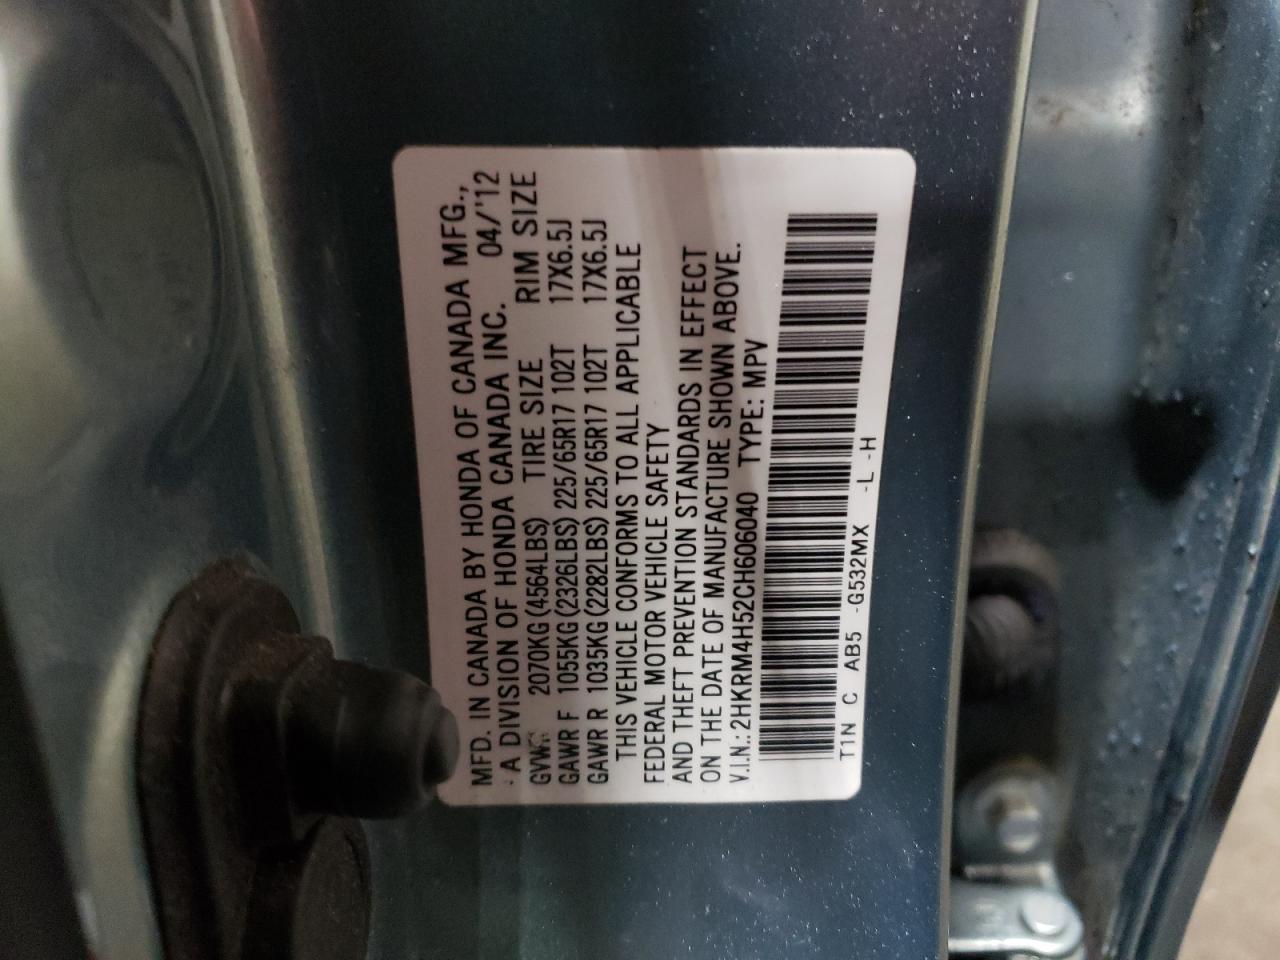 MFD. IN CANADA BY HONDA OF CANADA MFG.,
A DIVISION OF HONDA CANADA INC. 04/'12
GVWR 2070KG(4564LBS) TIRE SIZE RIM SIZE
GAWR F 1055KG(2326LBS) 225/65R17 102T 17X6.5J
GAWR R 1035KG(2282LBS) 225/65R17 102T 17X6.5J
THIS VEHICLE CONFORMS TO ALL APPLICABLE
FEDERAL MOTOR VEHICLE SAFETY
AND THEFT PREVENTION STANDARDS IN EFFECT
ON THE DATE OF MANUFACTURE SHOWN ABOVE.
V.I.N.: 2HKRM4H52CH606040 TYPE: MPV
T1N C AB5 -G532MX -L -H